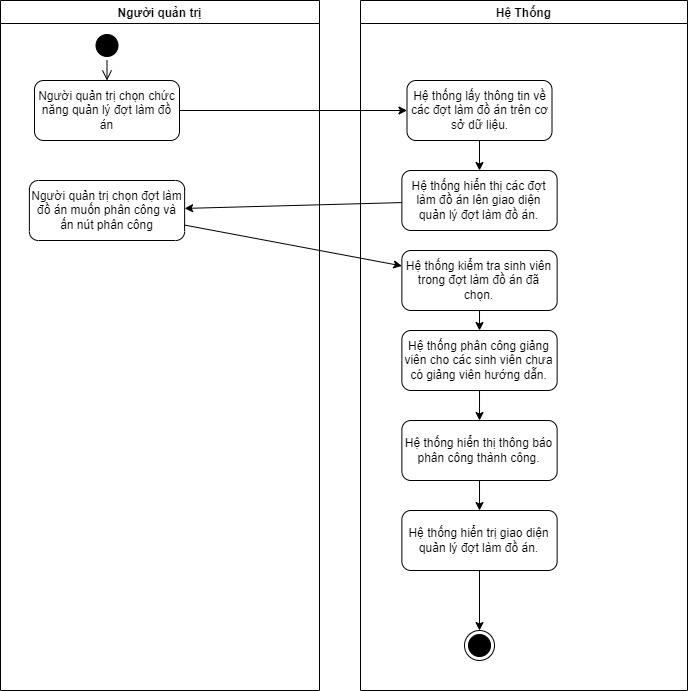 Người quản trị
Hệ Thống
Người quản trị chọn chức
năng quản lý đợt làm đồ
án
Hệ thống lấy thông tin về
các đợt làm đồ án trên cơ
sở dữ liệu.
Hệ thống hiển thị các đợt
làm đồ án lên giao diện
quản lý đợt làm đồ án.
Người quản trị chọn đợt làm
đồ án muốn phân công và
ấn nút phân công
Hệ thống kiểm tra sinh viên
trong đợt làm đồ án đã
chọn.
Hệ thống phân công giảng
viên cho các sinh viên chưa
có giảng viên hướng dẫn.
Hệ thống hiển thị thông báo
phân công thành công.
Hệ thống hiển trị giao diện
quản lý đợt làm đồ án.